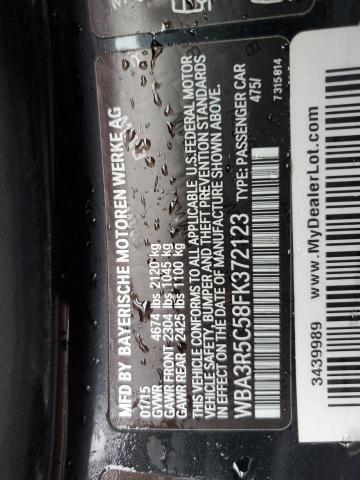 MFD BY BAYERISCHE MOTOREN WERKE AG
07/15
GVWR 4674 lbs 2120 kg
GAWR FRONT 2304 lbs 1045 kg
GAWR REAR 2425 lbs 1100 kg
THIS VEHICLE CONFORMS TO ALL APPLICABLE U.S. FEDERAL MOTOR
VEHICLE SAFETY, BUMPER AND THEFT PREVENTION STANDARDS
IN EFFECT ON THE DATE OF MANUFACTURE SHOWN ABOVE.
WBA3R5C58FK372123 TYPE: PASSENGER CAR
475/
7 315 814
www.MyDealerLot.com
3439989